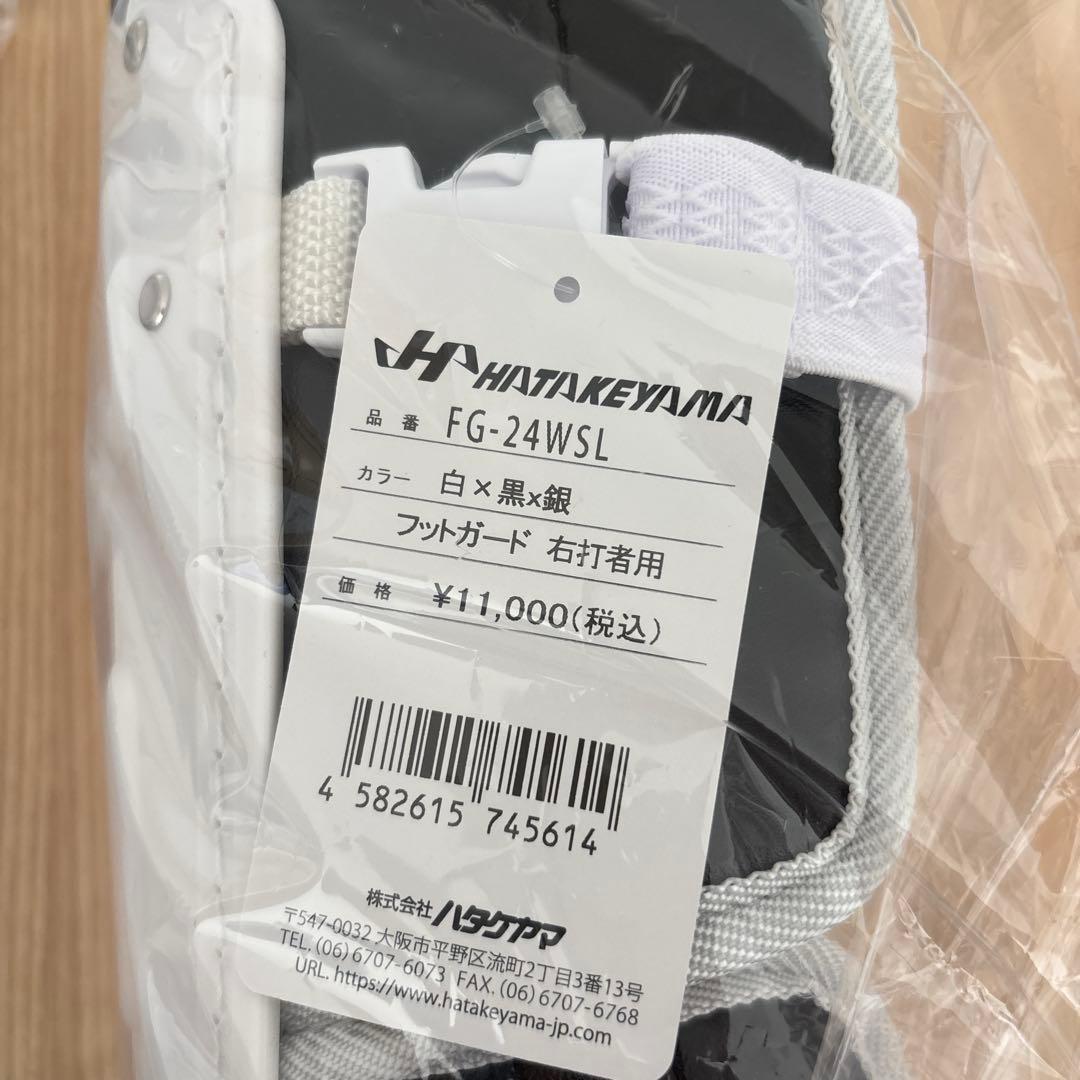 HATAKEYAMA
品番 FG-24WSL
カラー 白×黒x銀
フットガード 右打者用
価格 ¥11,000(税込)
4 582615 745614
株式会社ハタケヤマ
〒547-0032 大阪市平野区流町2丁目3番13号
TEL.(06)6707-6073 FAX.(06)6707-6768
URL. https://www.hatakeyama-jp.com